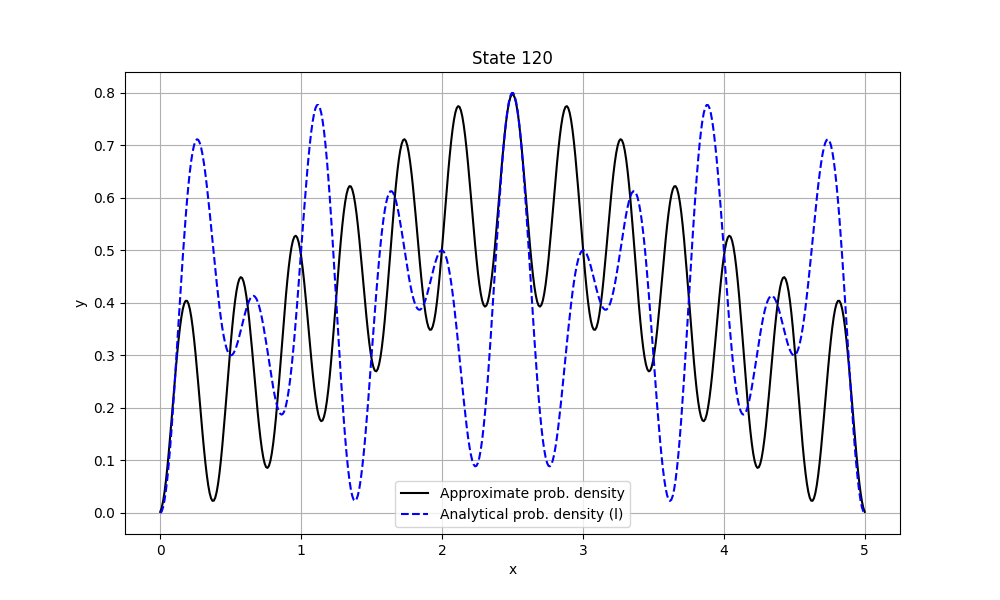 State 120
0.8
0.7
0.6
0.5
0.4
0.3
0.2
0.1
0.0
y
Approximate prob. density
Analytical prob. density (l)
0 1 2 3 4 5
x